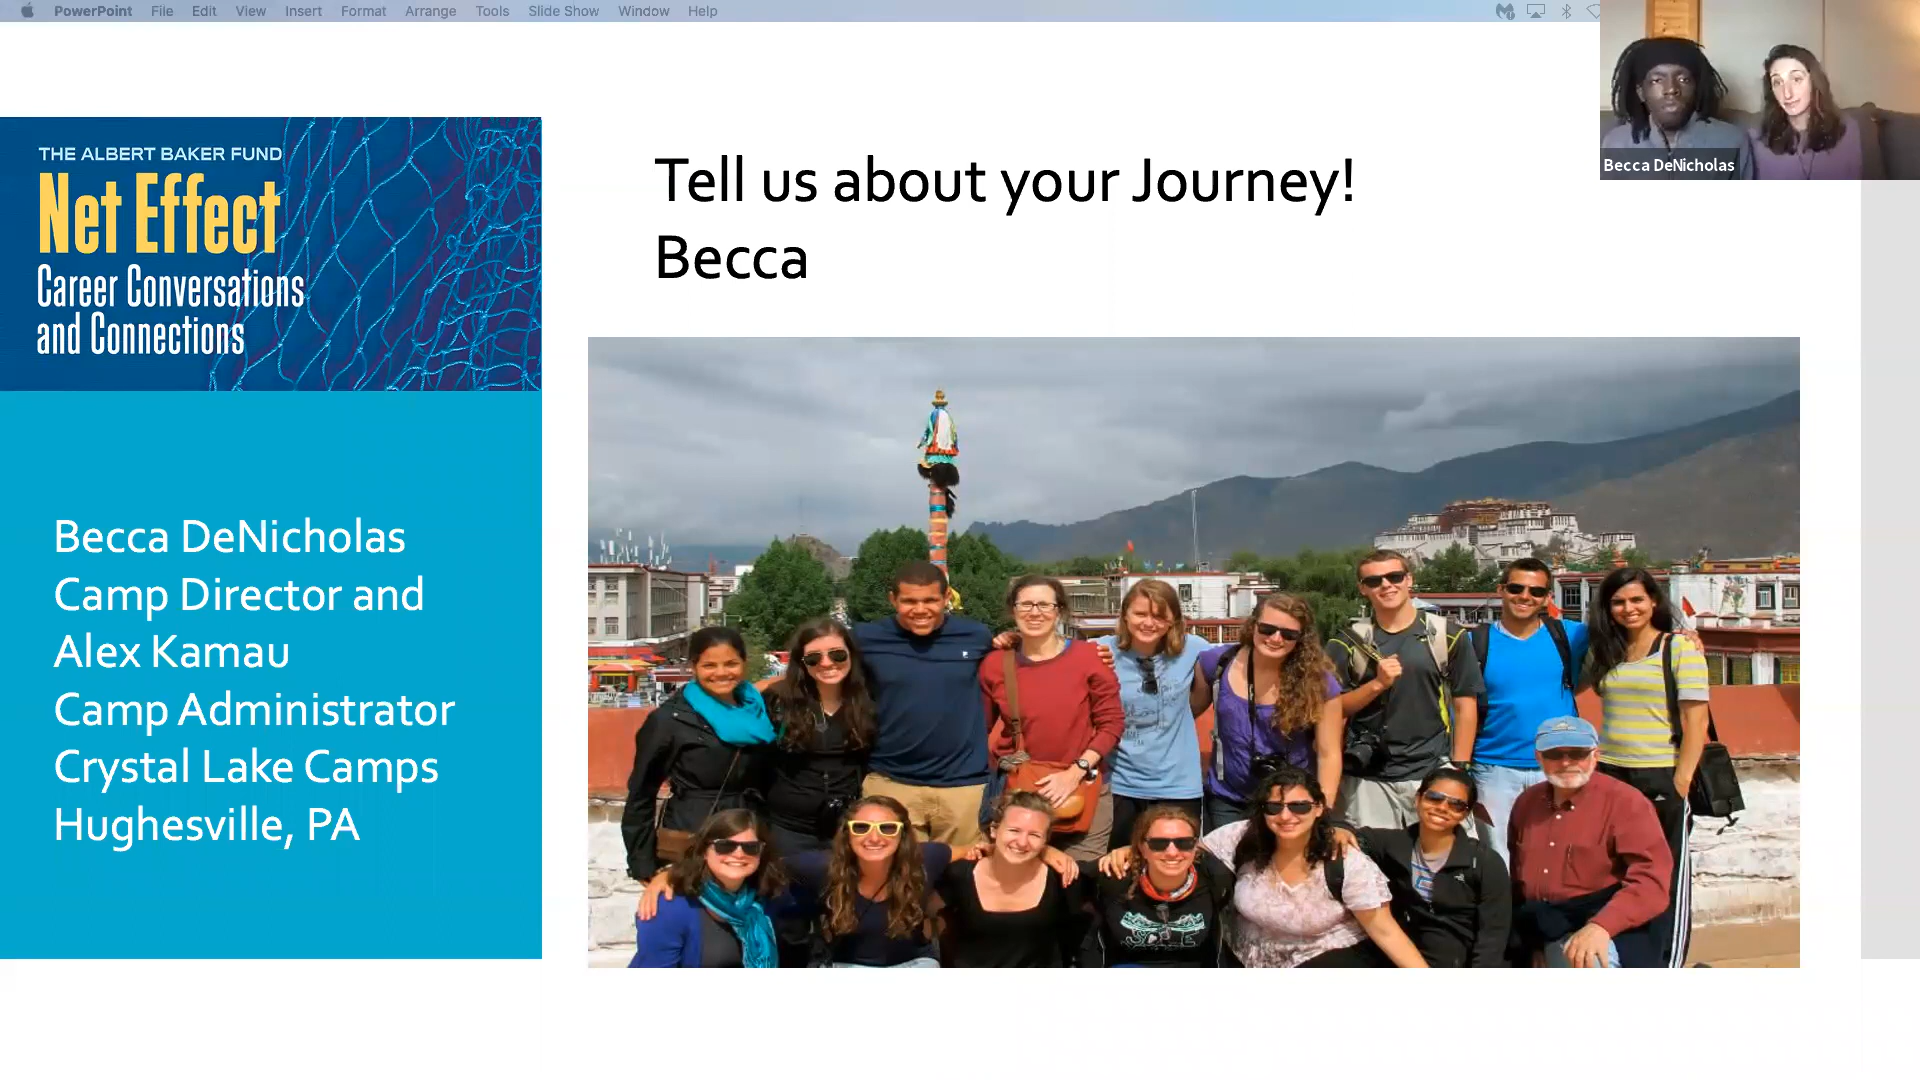 PowerPoint File Edit View Insert Format Arrange Tools Slide Show Window Help
Becca DeNicholas
THE ALBERT BAKER FUND
Net Effect
Career Conversations
and Connections
Tell us about your Journey!
Becca
Becca DeNicholas
Camp Director and
Alex Kamau
Camp Administrator
Crystal Lake Camps
Hughesville, PA